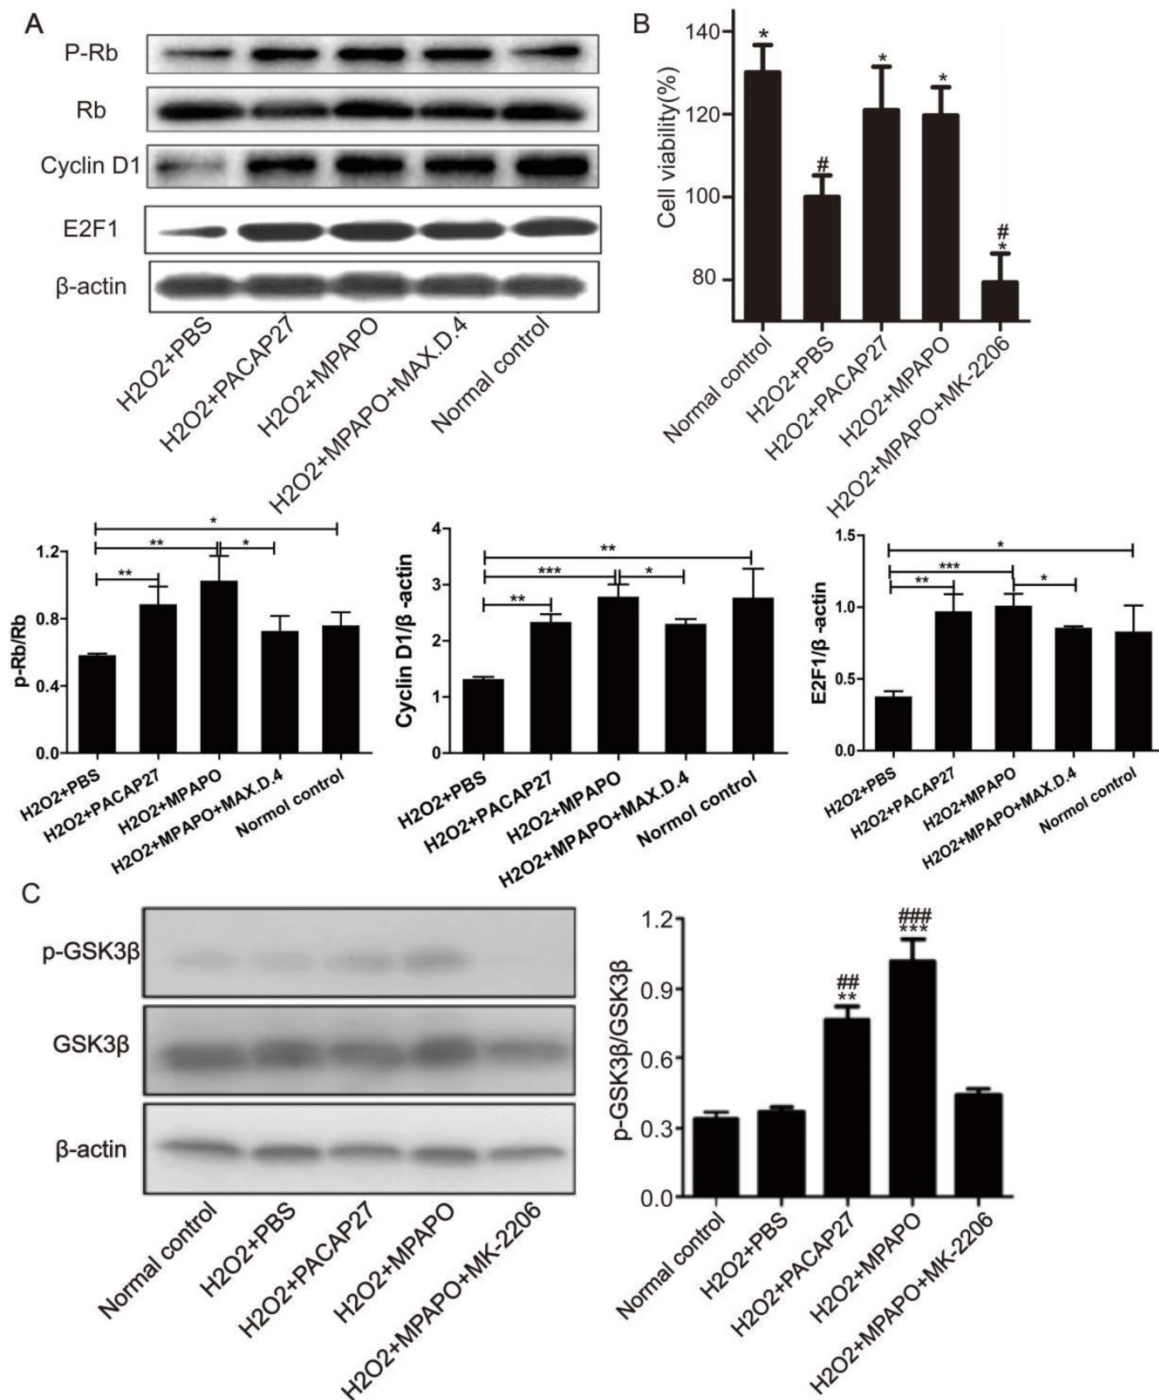 A
P-Rb
Rb
Cyclin D1
E2F1
β-actin
H2O2+PBS
H2O2+PACAP27
H2O2+MPAPO
H2O2+MPAPO+MAX.D.4
Normal control
B
Cell viability(%)
140
120
100
80
*
#
*
*
#
*
Normal control
H2O2+PBS
H2O2+PACAP27
H2O2+MPAPO
H2O2+MPAPO+MK-2206
p-Rb/Rb
1.2
0.8
0.4
0.0
*
**
*
**
H2O2+PBS
H2O2+PACAP27
H2O2+MPAPO
H2O2+MPAPO+MAX.D.4
Normol control
Cyclin D1/β -actin
4
3
2
1
0
**
***
*
**
H2O2+PBS
H2O2+PACAP27
H2O2+MPAPO
H2O2+MPAPO+MAX.D.4
Normol control
E2F1/β -actin
1.5
1.0
0.5
0.0
*
***
**
*
H2O2+PBS
H2O2+PACAP27
H2O2+MPAPO
H2O2+MPAPO+MAX.D.4
Normol control
C
p-GSK3β
GSK3β
β-actin
Normal control
H2O2+PBS
H2O2+PACAP27
H2O2+MPAPO
H2O2+MPAPO+MK-2206
p-GSK3β/GSK3β
1.2
0.9
0.6
0.3
0.0
##
**
###
***
Normal control
H2O2+PBS
H2O2+PACAP27
H2O2+MPAPO
H2O2+MPAPO+MK-2206